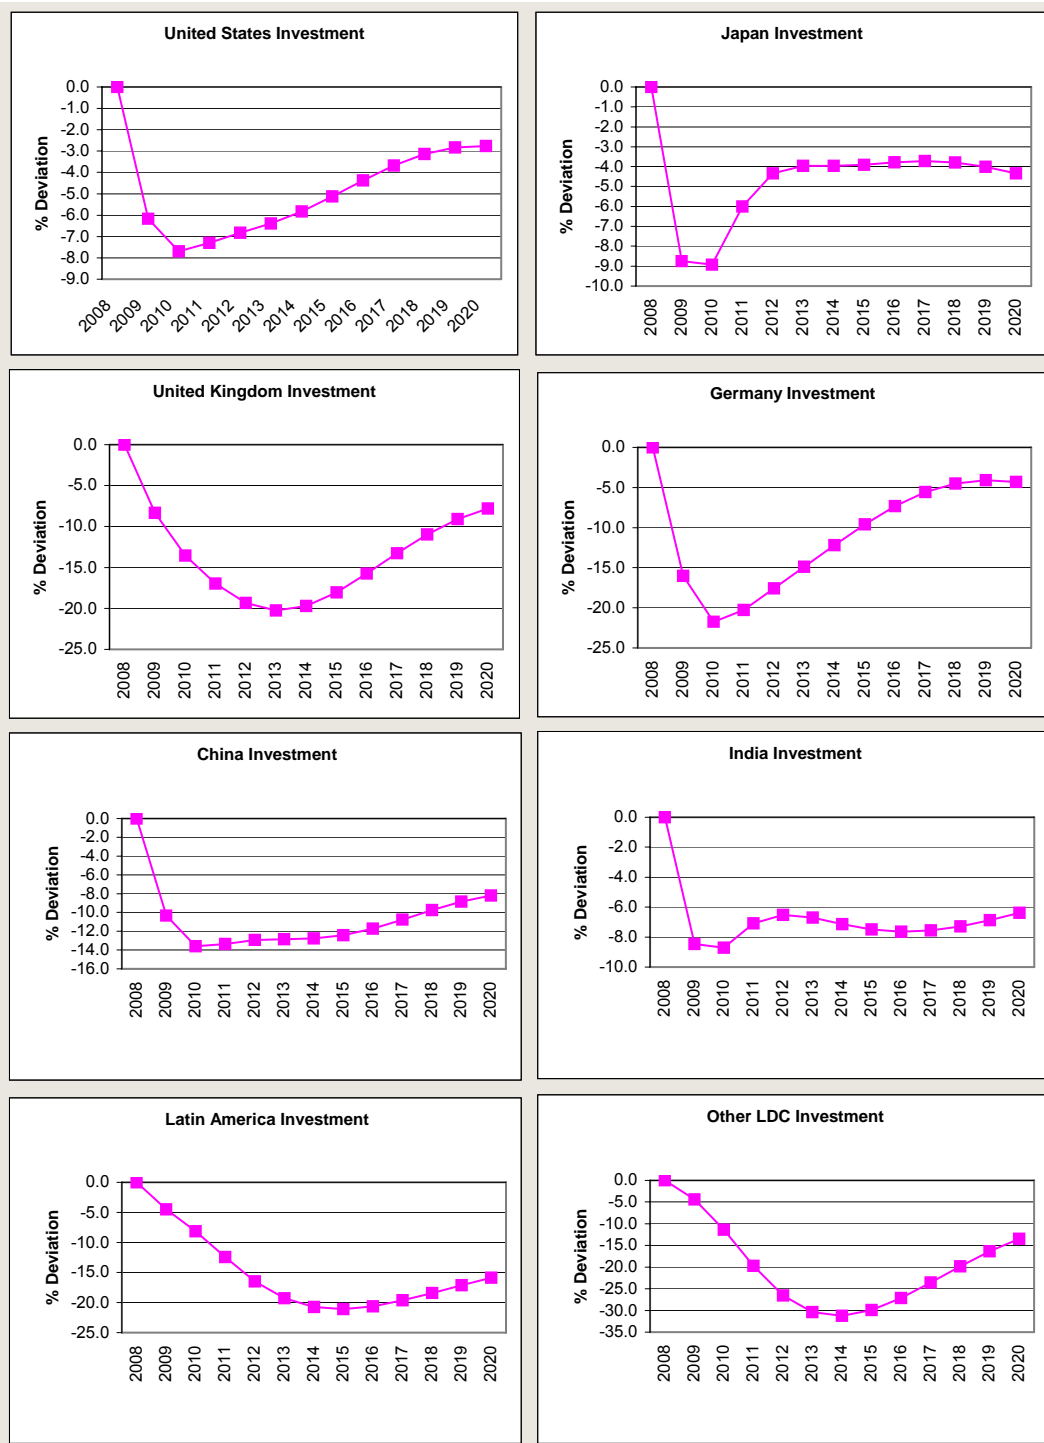 United States Investment
% Deviation
0.0
-1.0
-2.0
-3.0
-4.0
-5.0
-6.0
-7.0
-8.0
-9.0
2008 2009 2010 2011 2012 2013 2014 2015 2016 2017 2018 2019 2020
Japan Investment
% Deviation
0.0
-1.0
-2.0
-3.0
-4.0
-5.0
-6.0
-7.0
-8.0
-9.0
-10.0
2008 2009 2010 2011 2012 2013 2014 2015 2016 2017 2018 2019 2020
United Kingdom Investment
% Deviation
0.0
-5.0
-10.0
-15.0
-20.0
-25.0
2008 2009 2010 2011 2012 2013 2014 2015 2016 2017 2018 2019 2020
Germany Investment
% Deviation
0.0
-5.0
-10.0
-15.0
-20.0
-25.0
2008 2009 2010 2011 2012 2013 2014 2015 2016 2017 2018 2019 2020
China Investment
% Deviation
0.0
-2.0
-4.0
-6.0
-8.0
-10.0
-12.0
-14.0
-16.0
2008 2009 2010 2011 2012 2013 2014 2015 2016 2017 2018 2019 2020
India Investment
% Deviation
0.0
-2.0
-4.0
-6.0
-8.0
-10.0
2008 2009 2010 2011 2012 2013 2014 2015 2016 2017 2018 2019 2020
Latin America Investment
% Deviation
0.0
-5.0
-10.0
-15.0
-20.0
-25.0
2008 2009 2010 2011 2012 2013 2014 2015 2016 2017 2018 2019 2020
Other LDC Investment
% Deviation
0.0
-5.0
-10.0
-15.0
-20.0
-25.0
-30.0
-35.0
2008 2009 2010 2011 2012 2013 2014 2015 2016 2017 2018 2019 2020